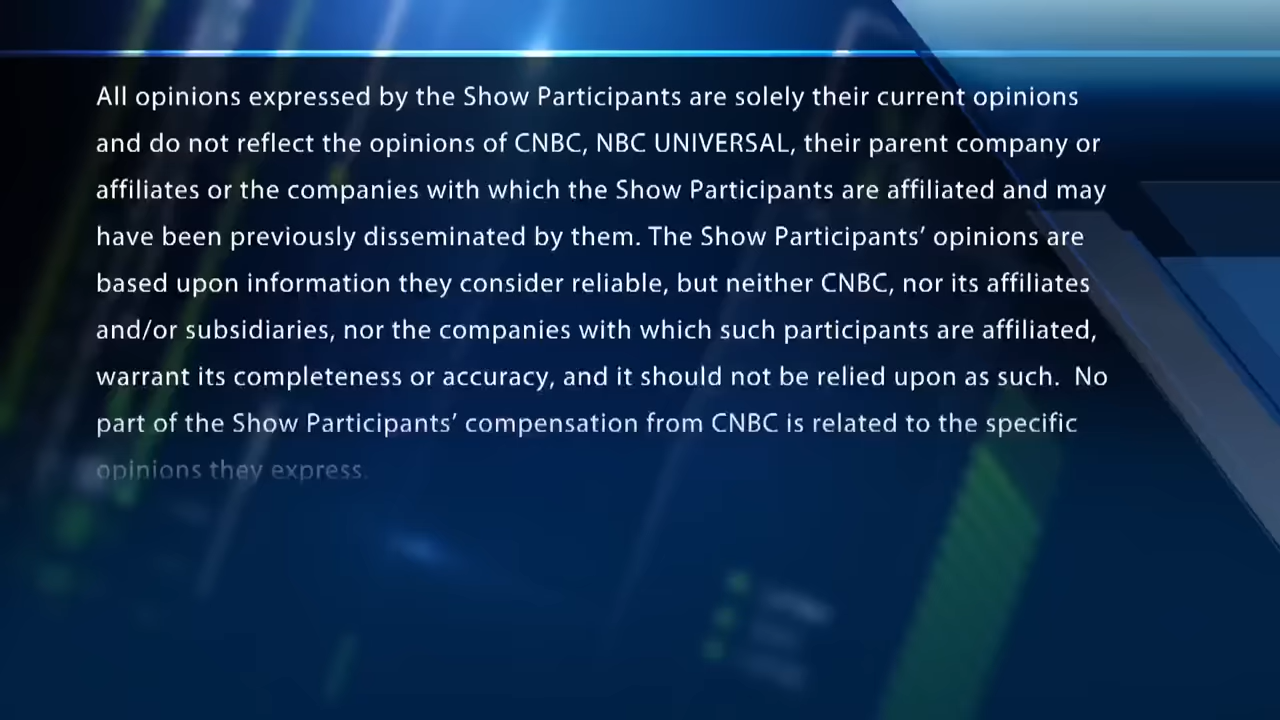 All opinions expressed by the Show Participants are solely their current opinions
and do not reflect the opinions of CNBC, NBC UNIVERSAL, their parent company or
affiliates or the companies with which the Show Participants are affiliated and may
have been previously disseminated by them. The Show Participants’ opinions are
based upon information they consider reliable, but neither CNBC, nor its affiliates
and/or subsidiaries, nor the companies with which such participants are affiliated,
warrant its completeness or accuracy, and it should not be relied upon as such.  No
part of the Show Participants’ compensation from CNBC is related to the specific
opinions they express.